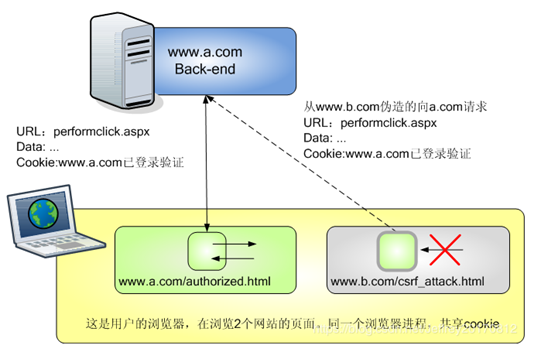 www.a.com
Back-end
URL：performclick.aspx
Data: ...
Cookie:www.a.com已登录验证
从www.b.com伪造的向a.com请求
URL：performclick.aspx
Data: ...
Cookie:www.a.com已登录验证
www.a.com/authorized.html
www.b.com/csrf_attack.html
这是用户的浏览器，在浏览2个网站的页面，同一个浏览器进程，共享cookie